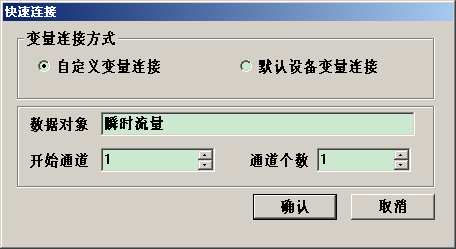 快速连接
变量连接方式
自定义变量连接 默认设备变量连接
数据对象 瞬时流量
开始通道 1 通道个数 1
确认 取消